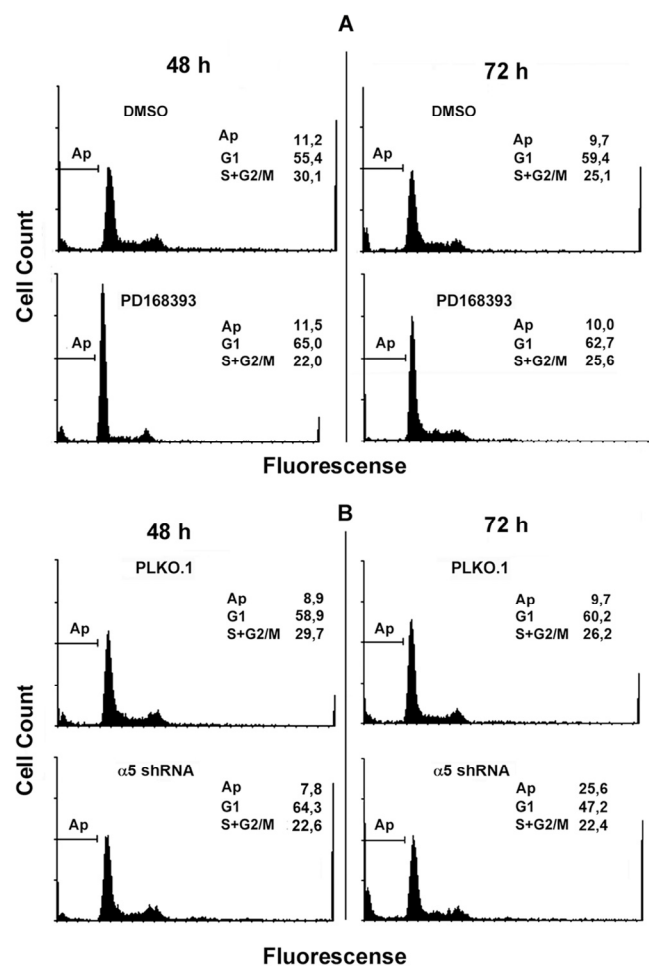 A
48 h
72 h
DMSO
Ap 11,2
G1 55,4
S+G2/M 30,1
Ap
DMSO
Ap 9,7
G1 59,4
S+G2/M 25,1
Ap
PD168393
Ap 11,5
G1 65,0
S+G2/M 22,0
Ap
PD168393
Ap 10,0
G1 62,7
S+G2/M 25,6
Ap
Cell Count
Fluorescense
B
48 h
72 h
PLKO.1
Ap 8,9
G1 58,9
S+G2/M 29,7
Ap
PLKO.1
Ap 9,7
G1 60,2
S+G2/M 26,2
Ap
α5 shRNA
Ap 7,8
G1 64,3
S+G2/M 22,6
Ap
α5 shRNA
Ap 25,6
G1 47,2
S+G2/M 22,4
Ap
Cell Count
Fluorescense